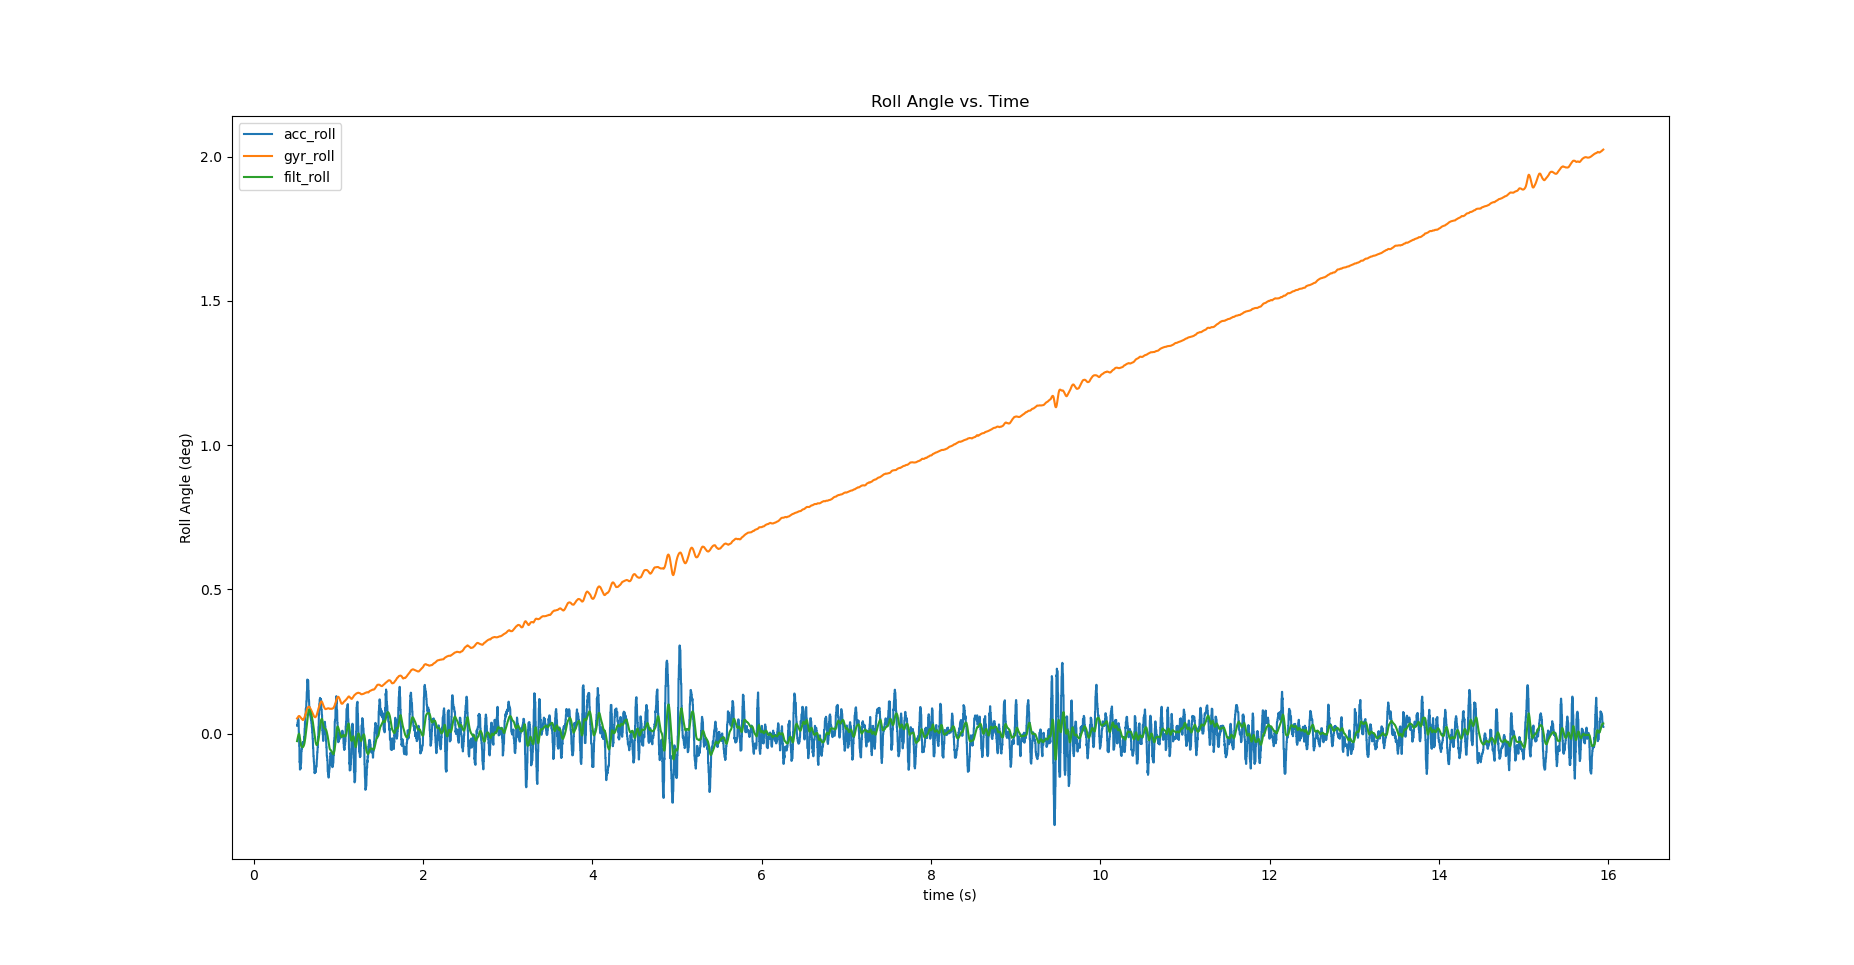 Roll Angle vs. Time
acc_roll
gyr_roll
filt_roll
2.0
1.5
1.0
0.5
0.0
Roll Angle (deg)
0 2 4 6 8 10 12 14 16
time (s)